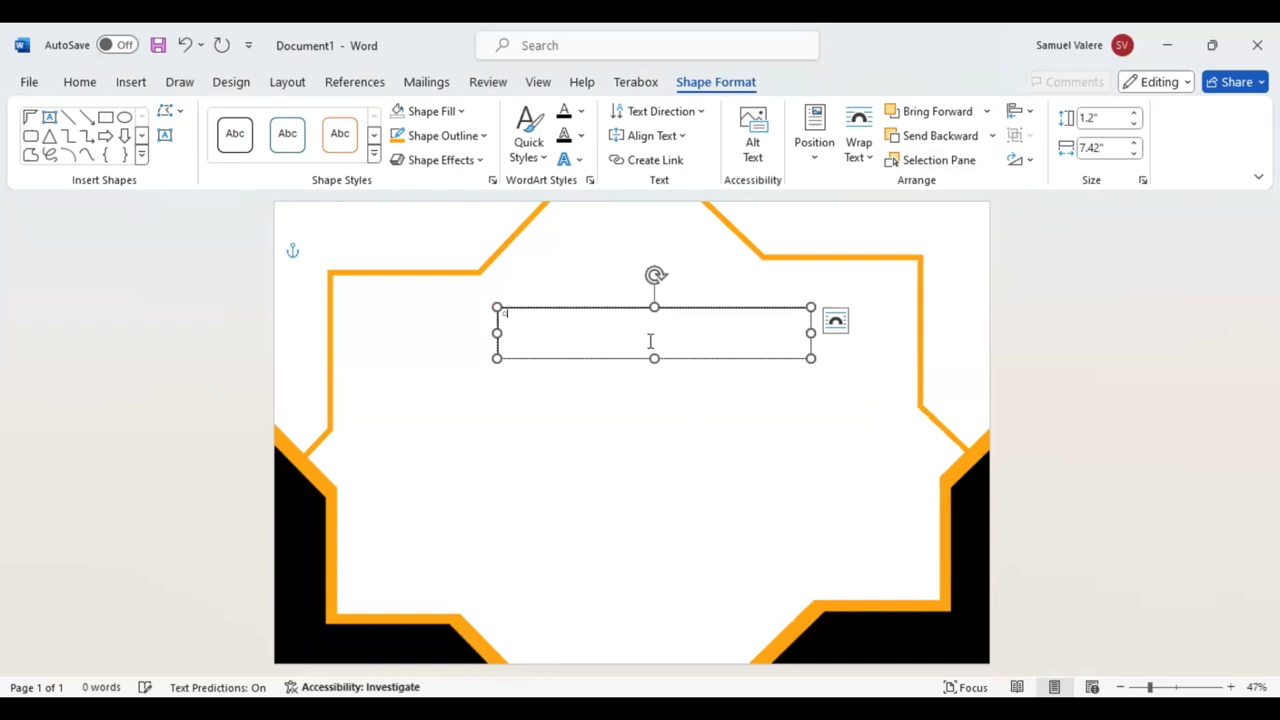 AutoSave Off Document1 - Word Search Samuel Valere SV
File Home Insert Draw Design Layout References Mailings Review View Help Terabox Shape Format Comments Editing Share
Shape Fill Text Direction Bring Forward 1.2"
Abc Abc Abc Shape Outline Quick Styles Align Text Alt Text Position Wrap Text Send Backward 7.42"
Shape Effects Create Link Selection Pane
Insert Shapes Shape Styles WordArt Styles Text Accessibility Arrange Size
Page 1 of 1 0 words Text Predictions: On Accessibility: Investigate Focus 47%